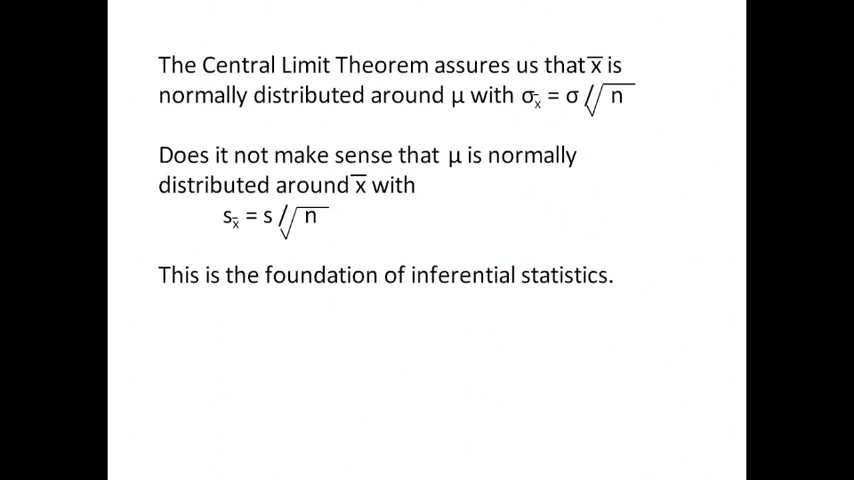 The Central Limit Theorem assures us that x̅ is
normally distributed around μ with σx̅ = σ /√n
Does it not make sense that μ is normally
distributed around x̅ with
sx̅ = s /√n
This is the foundation of inferential statistics.